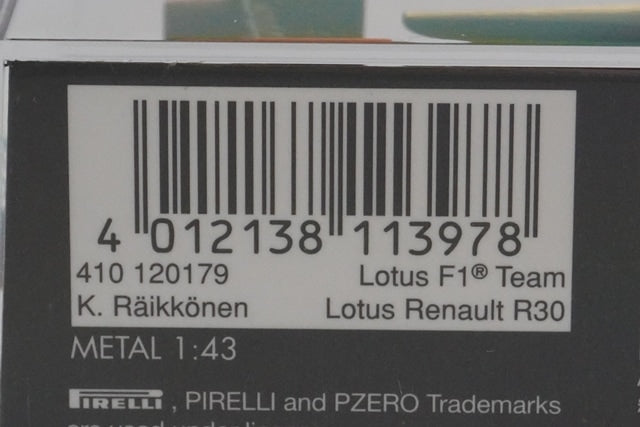 4 012138 113978
410 120179 Lotus F1® Team
K. Räikkönen Lotus Renault R30
METAL 1:43
PIRELLI , PIRELLI and PZERO Trademarks